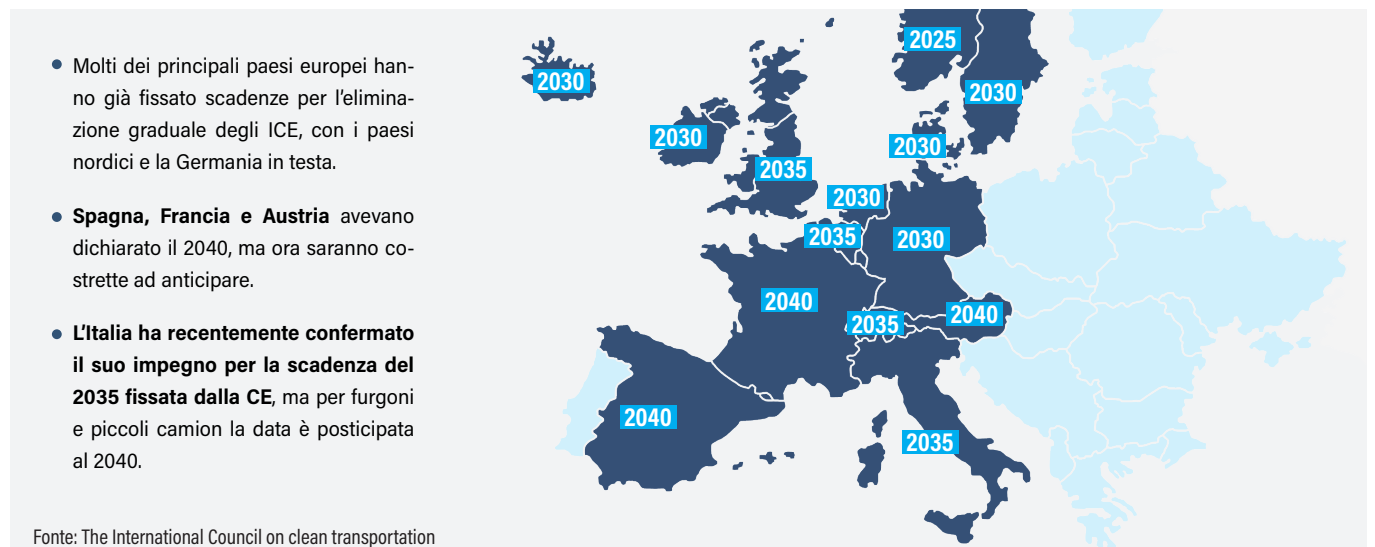 Molti dei principali paesi europei han-
no già fissato scadenze per l'elimina-
zione graduale degli ICE, con i paesi
nordici e la Germania in testa.
Spagna, Francia e Austria avevano
dichiarato il 2040, ma ora saranno co-
strette ad anticipare.
L'Italia ha recentemente confermato
il suo impegno per la scadenza del
2035 fissata dalla CE, ma per furgoni
e piccoli camion la data è posticipata
al 2040.
Fonte: The International Council on clean transportation
2025
2030
2030
2030
2030
2035
2030
2035
2030
2040
2035
2040
2040
2035